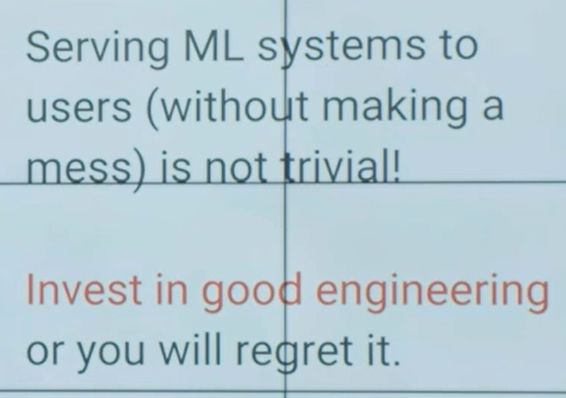 Serving ML systems to
users (without making a
mess) is not trivial!
Invest in good engineering
or you will regret it.